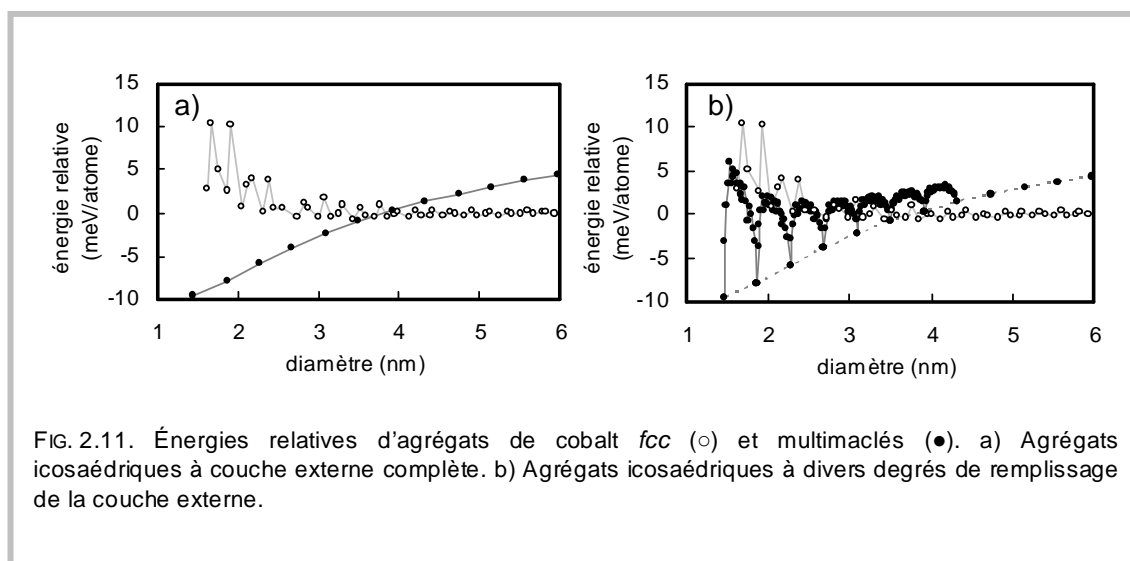 a)
énergie relative
(meV/atome)
15
10
5
0
-5
-10
1 2 3 4 5 6
diamètre (nm)
b)
énergie relative
(meV/atome)
15
10
5
0
-5
-10
1 2 3 4 5 6
diamètre (nm)
FIG. 2.11. Énergies relatives d'agrégats de cobalt fcc (○) et multimaclés (●). a) Agrégats
icosaédriques à couche externe complète. b) Agrégats icosaédriques à divers degrés de remplissage
de la couche externe.